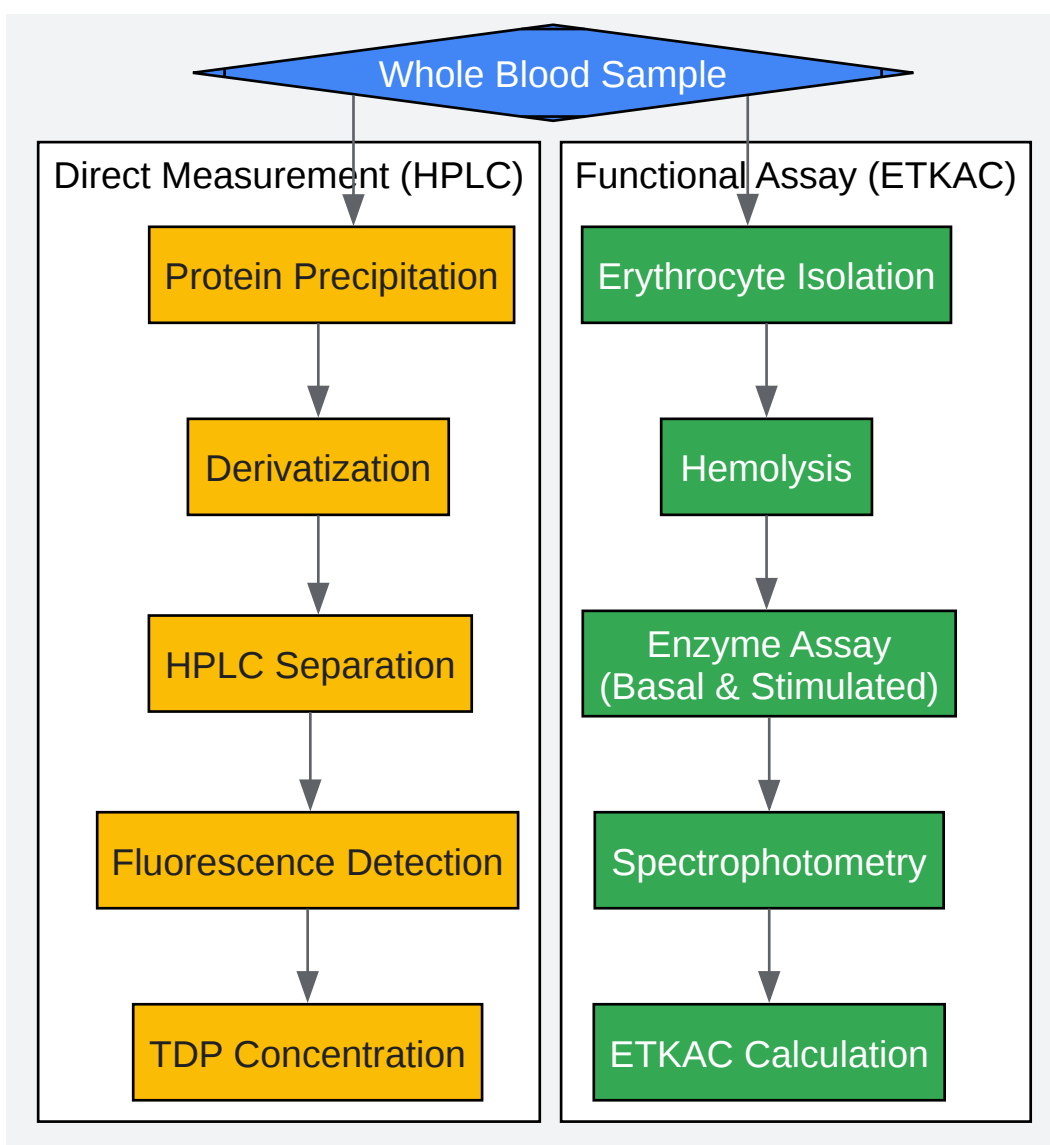 Whole Blood Sample
Direct Measurement (HPLC)
Protein Precipitation
Derivatization
HPLC Separation
Fluorescence Detection
TDP Concentration
Functional Assay (ETKAC)
Erythrocyte Isolation
Hemolysis
Enzyme Assay
(Basal & Stimulated)
Spectrophotometry
ETKAC Calculation